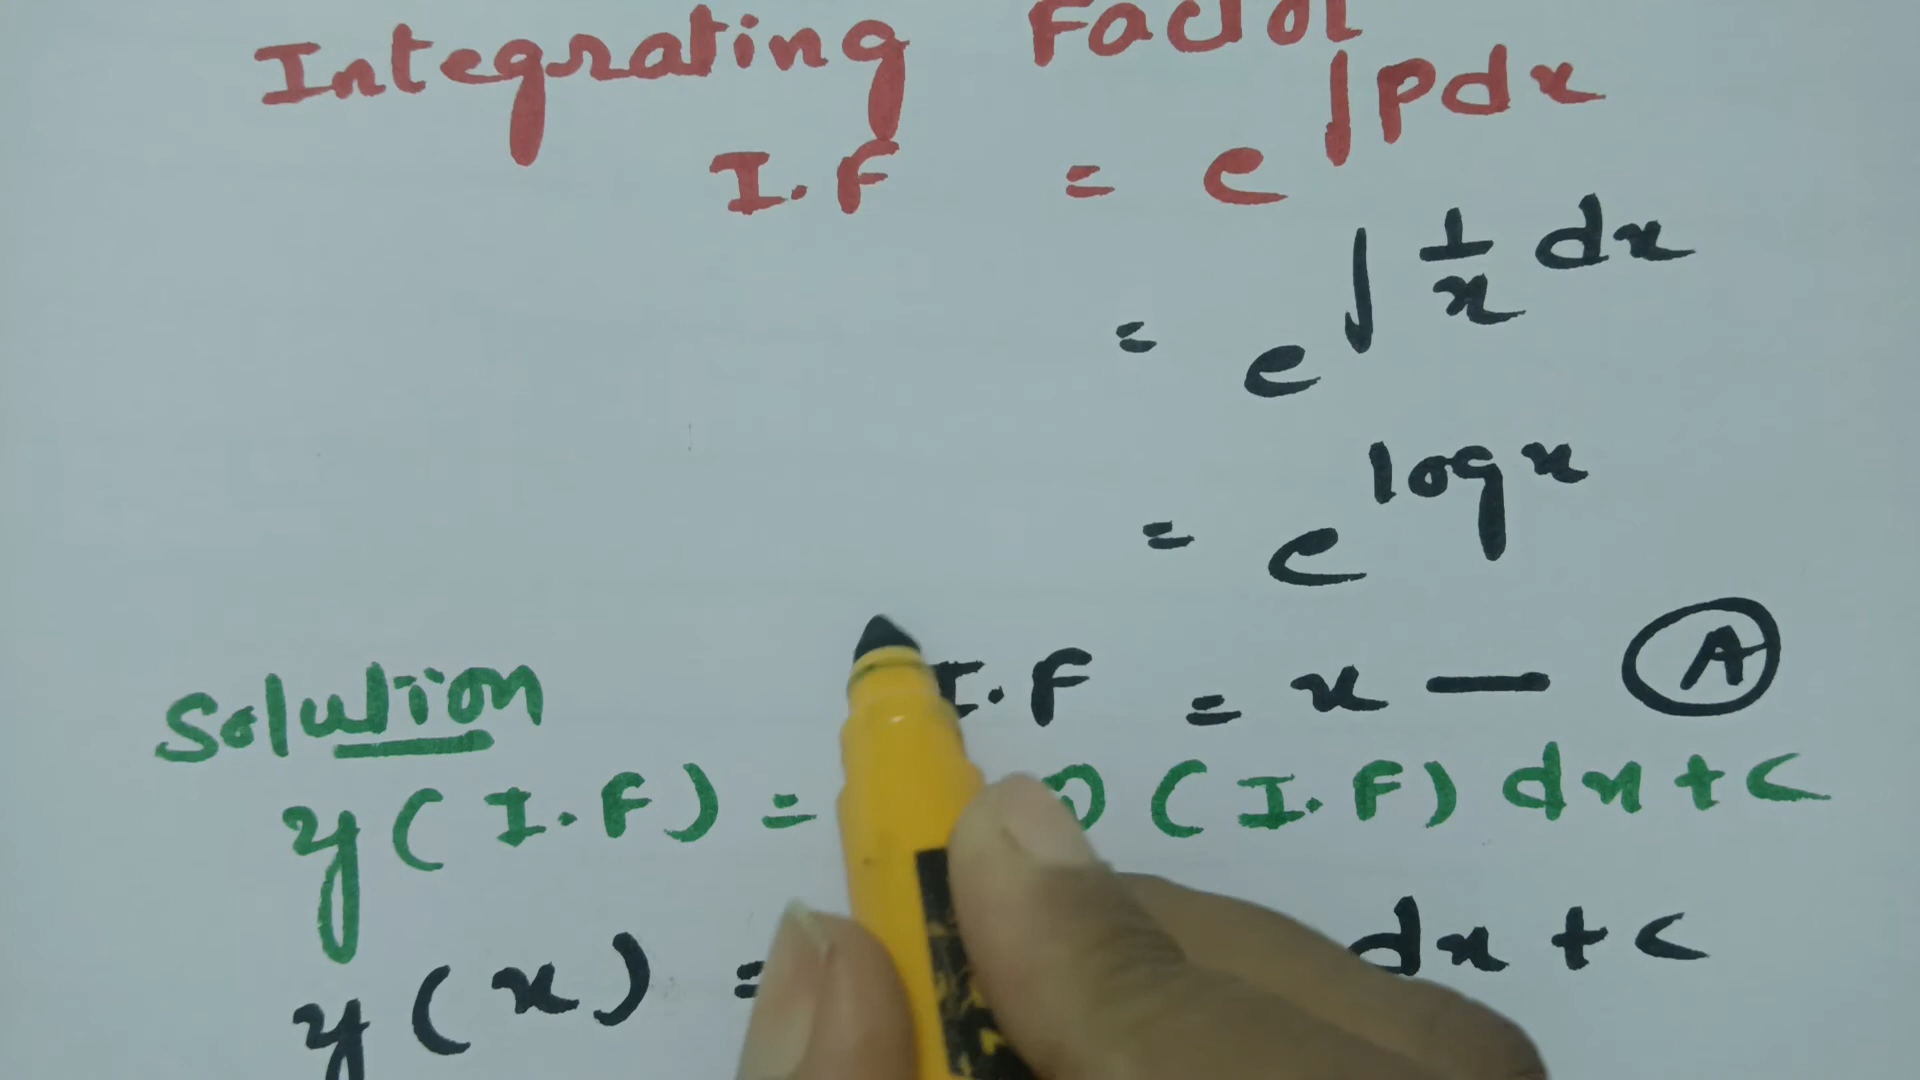 Integrating Factor
I.F = e^∫Pdx
= e^∫1/x dx
= e^log x
I.F = x — Ⓐ
Solution
y(I.F) = (I.F) dx + c
y(x) = dx + c